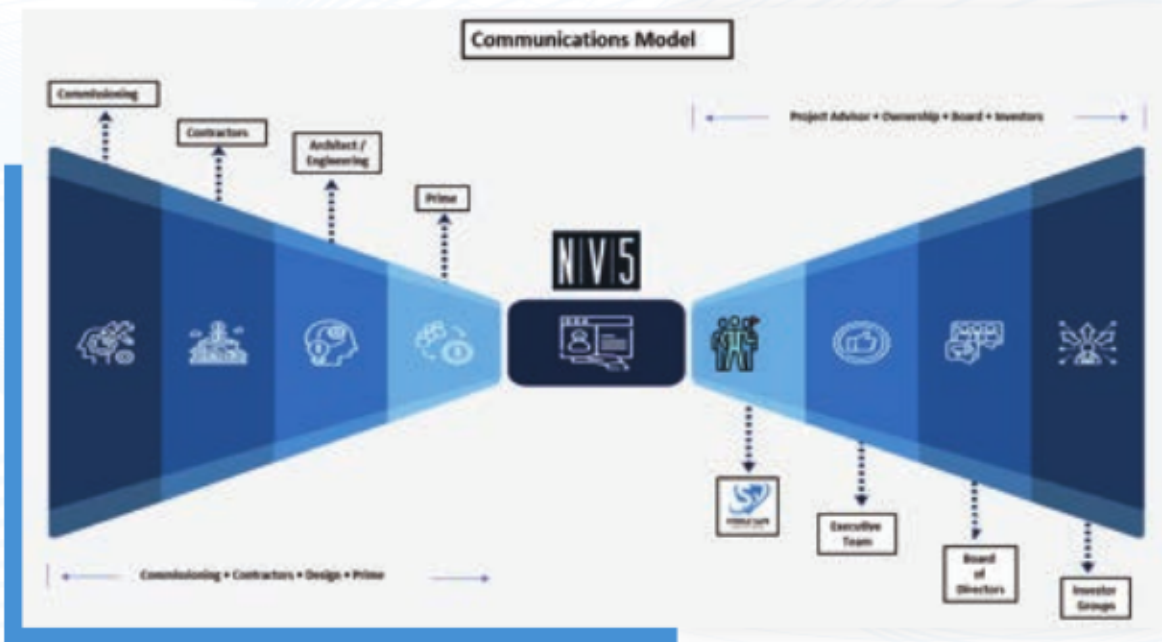 Communications Model
Commissioning
Contractors
Architect /
Engineering
Prime
Project Advisor • Ownership • Board • Investors
NV5
Executive
Team
Board
of
Directors
Investor
Groups
Commissioning • Contractors • Design • Prime